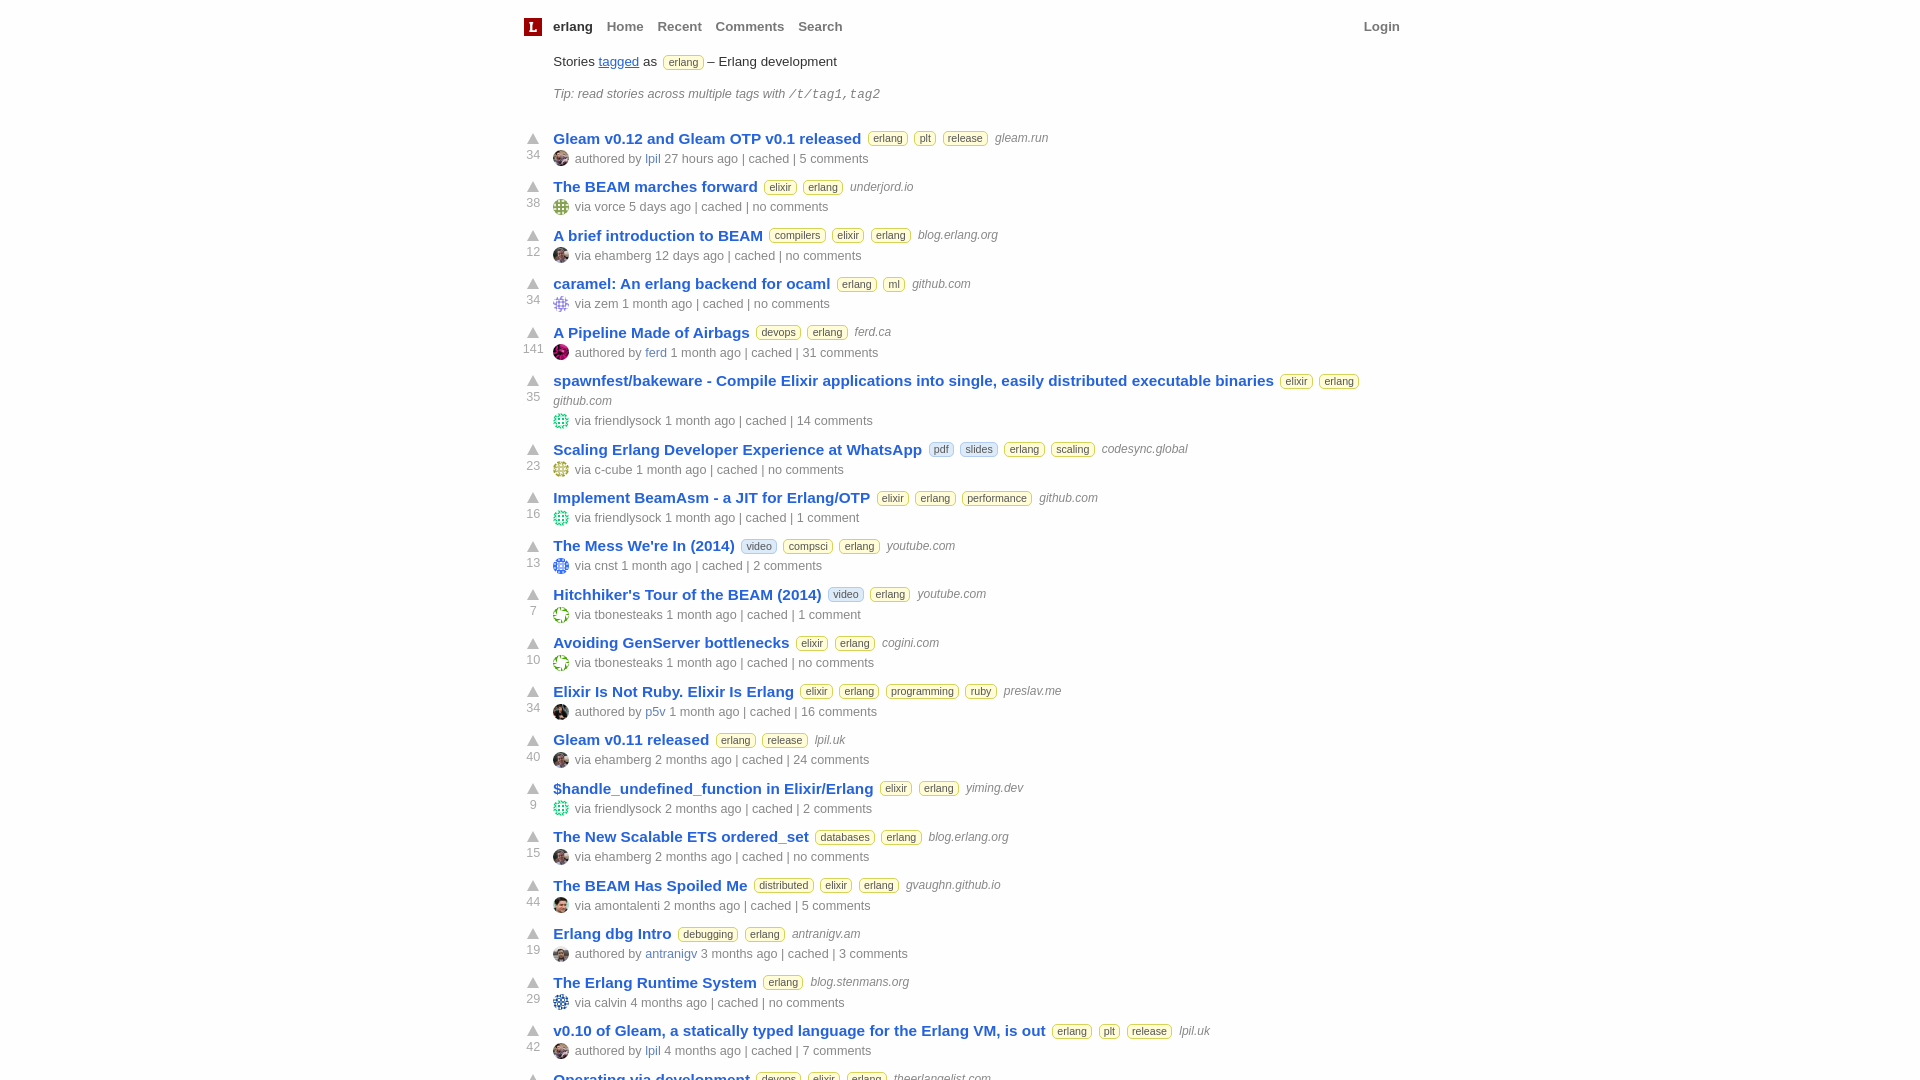 L erlang Home Recent Comments Search Login
Stories tagged as erlang – Erlang development
Tip: read stories across multiple tags with /t/tag1,tag2
Gleam v0.12 and Gleam OTP v0.1 released erlang plt release gleam.run
34 authored by lpil 27 hours ago | cached | 5 comments
The BEAM marches forward elixir erlang underjord.io
38 via vorce 5 days ago | cached | no comments
A brief introduction to BEAM compilers elixir erlang blog.erlang.org
12 via ehamberg 12 days ago | cached | no comments
caramel: An erlang backend for ocaml erlang ml github.com
34 via zem 1 month ago | cached | no comments
A Pipeline Made of Airbags devops erlang ferd.ca
141 authored by ferd 1 month ago | cached | 31 comments
spawnfest/bakeware - Compile Elixir applications into single, easily distributed executable binaries elixir erlang
35 github.com
via friendlysock 1 month ago | cached | 14 comments
Scaling Erlang Developer Experience at WhatsApp pdf slides erlang scaling codesync.global
23 via c-cube 1 month ago | cached | no comments
Implement BeamAsm - a JIT for Erlang/OTP elixir erlang performance github.com
16 via friendlysock 1 month ago | cached | 1 comment
The Mess We're In (2014) video compsci erlang youtube.com
13 via cnst 1 month ago | cached | 2 comments
Hitchhiker's Tour of the BEAM (2014) video erlang youtube.com
7 via tbonesteaks 1 month ago | cached | 1 comment
Avoiding GenServer bottlenecks elixir erlang cogini.com
10 via tbonesteaks 1 month ago | cached | no comments
Elixir Is Not Ruby. Elixir Is Erlang elixir erlang programming ruby preslav.me
34 authored by p5v 1 month ago | cached | 16 comments
Gleam v0.11 released erlang release lpil.uk
40 via ehamberg 2 months ago | cached | 24 comments
$handle_undefined_function in Elixir/Erlang elixir erlang yiming.dev
9 via friendlysock 2 months ago | cached | 2 comments
The New Scalable ETS ordered_set databases erlang blog.erlang.org
15 via ehamberg 2 months ago | cached | no comments
The BEAM Has Spoiled Me distributed elixir erlang gvaughn.github.io
44 via amontalenti 2 months ago | cached | 5 comments
Erlang dbg Intro debugging erlang antranigv.am
19 authored by antranigv 3 months ago | cached | 3 comments
The Erlang Runtime System erlang blog.stenmans.org
29 via calvin 4 months ago | cached | no comments
v0.10 of Gleam, a statically typed language for the Erlang VM, is out erlang plt release lpil.uk
42 authored by lpil 4 months ago | cached | 7 comments
Operating via development devops elixir erlang theerlangelist.com